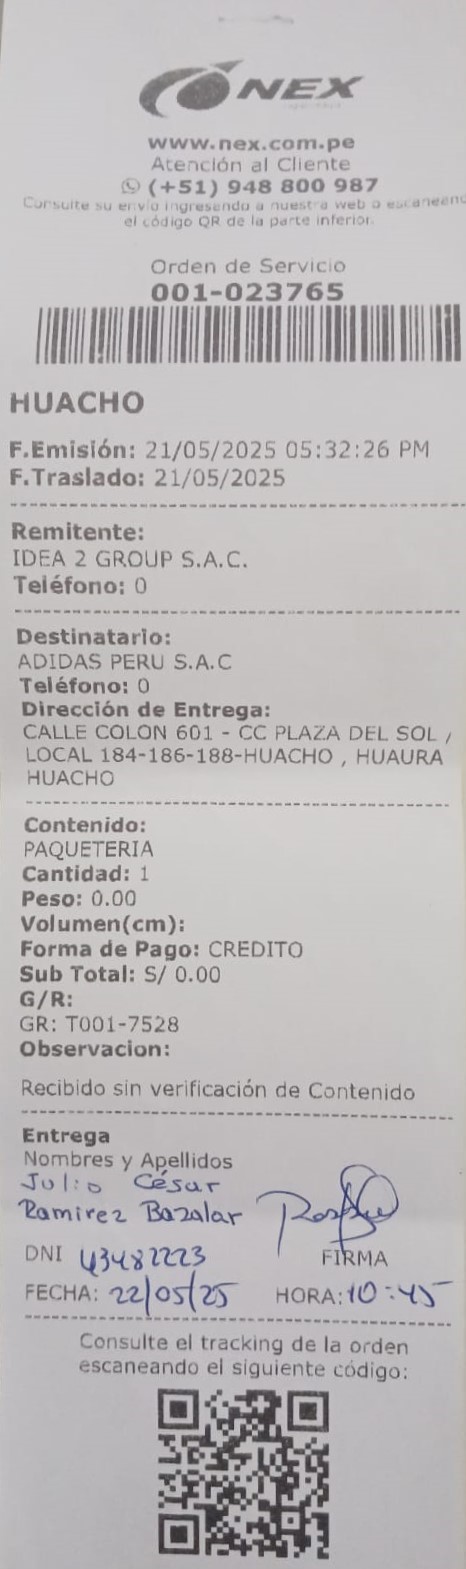 NEX
www.nex.com.pe
Atención al Cliente
(+51) 948 800 987
Consulte su envío ingresando a nuestra web o escaneend
el código QR de la parte inferior.
Orden de Servicio
001-023765
HUACHO
F.Emisión: 21/05/2025 05:32:26 PM
F.Traslado: 21/05/2025
Remitente:
IDEA 2 GROUP S.A.C.
Teléfono: 0
Destinatario:
ADIDAS PERU S.A.C
Teléfono: 0
Dirección de Entrega:
CALLE COLON 601 - CC PLAZA DEL SOL /
LOCAL 184-186-188-HUACHO , HUAURA
HUACHO
Contenido:
PAQUETERIA
Cantidad: 1
Peso: 0.00
Volumen(cm):
Forma de Pago: CREDITO
Sub Total: S/ 0.00
G/R:
GR: T001-7528
Observacion:
Recibido sin verificación de Contenido
Entrega
Nombres y Apellidos
Julio César
Ramirez Bazalar
DNI 43482223
FIRMA
FECHA: 22/05/25 HORA: 10:45
Consulte el tracking de la orden
escaneando el siguiente código: